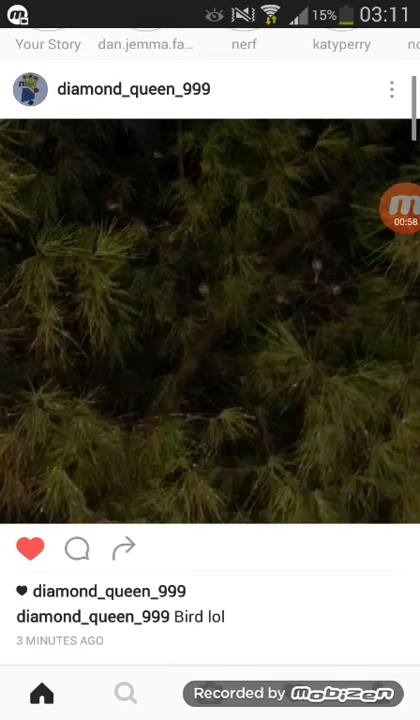 15% 03:11
Your Story dan.jemma.fa... nerf katyperry
diamond_queen_999
00:58
diamond_queen_999
diamond_queen_999 Bird lol
3 MINUTES AGO
Recorded by mobizen